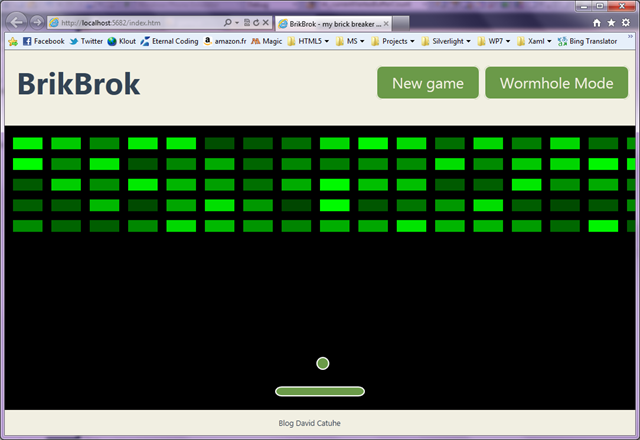 http://localhost:5682/index.htm
BrikBrok - my brick breaker ...
Facebook Twitter Klout Eternal Coding amazon.fr Magic HTML5 MS Projects Silverlight WP7 Xaml Bing Translator
BrikBrok
New game
Wormhole Mode
Blog David Catuhe